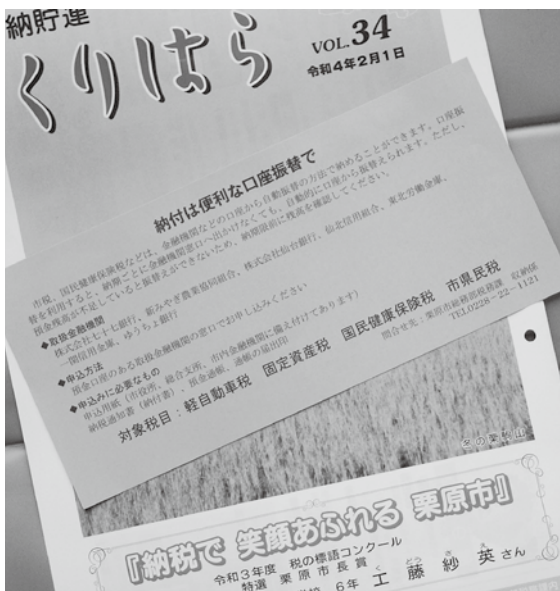 納貯連
くりはら
VOL.34
令和4年2月1日
納付は便利な口座振替で
市税、国民健康保険税などは、金融機関などの口座から自動振替の方法で納めることができます。口座振
替を利用すると、納期ごとに金融機関窓口へ出かけなくても、自動的に口座から振替えられます。ただし、
預金残高が不足していると振替ができないため、納期限前に残高を確認してください。
◆取扱金融機関
株式会社七十七銀行、新みやぎ農業協同組合、株式会社仙台銀行、仙北信用組合、東北労働金庫、
一関信用金庫、ゆうちょ銀行
◆申込方法
預金口座のある取扱金融機関の窓口でお申し込みください
◆申込みに必要なもの
申込用紙(市役所、総合支所、市内金融機関に備え付けてあります)
納税通知書(納付書)、預金通帳、通帳の届出印
対象税目:軽自動車税 固定資産税 国民健康保険税 市県民税
問合せ先:栗原市総務部税務課 収納係
TEL0228-22-1121
冬の栗駒山
『納税で 笑顔あふれる 栗原市』
令和3年度 税の標語コンクール
特選 栗原市長賞
6年 工藤 紗英さん